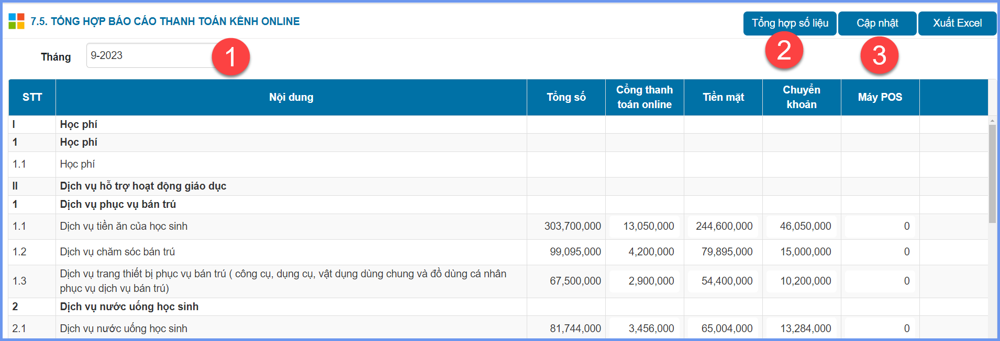 7.5. TỔNG HỢP BÁO CÁO THANH TOÁN KÊNH ONLINE
Tổng hợp số liệu
Cập nhật
Xuất Excel
Tháng
9-2023
1
2
3
STT Nội dung Tổng số Cổng thanh toán online Tiền mặt Chuyển khoản Máy POS
I Học phí
1 Học phí
1.1 Học phí
II Dịch vụ hỗ trợ hoạt động giáo dục
1 Dịch vụ phục vụ bán trú
1.1 Dịch vụ tiền ăn của học sinh 303,700,000 13,050,000 244,600,000 46,050,000 0
1.2 Dịch vụ chăm sóc bán trú 99,095,000 4,200,000 79,895,000 15,000,000 0
1.3 Dịch vụ trang thiết bị phục vụ bán trú ( công cụ, dụng cụ, vật dụng dùng chung và đồ dùng cá nhân
phục vụ dịch vụ bán trú) 67,500,000 2,900,000 54,400,000 10,200,000 0
2 Dịch vụ nước uống học sinh
2.1 Dịch vụ nước uống học sinh 81,744,000 3,456,000 65,004,000 13,284,000 0